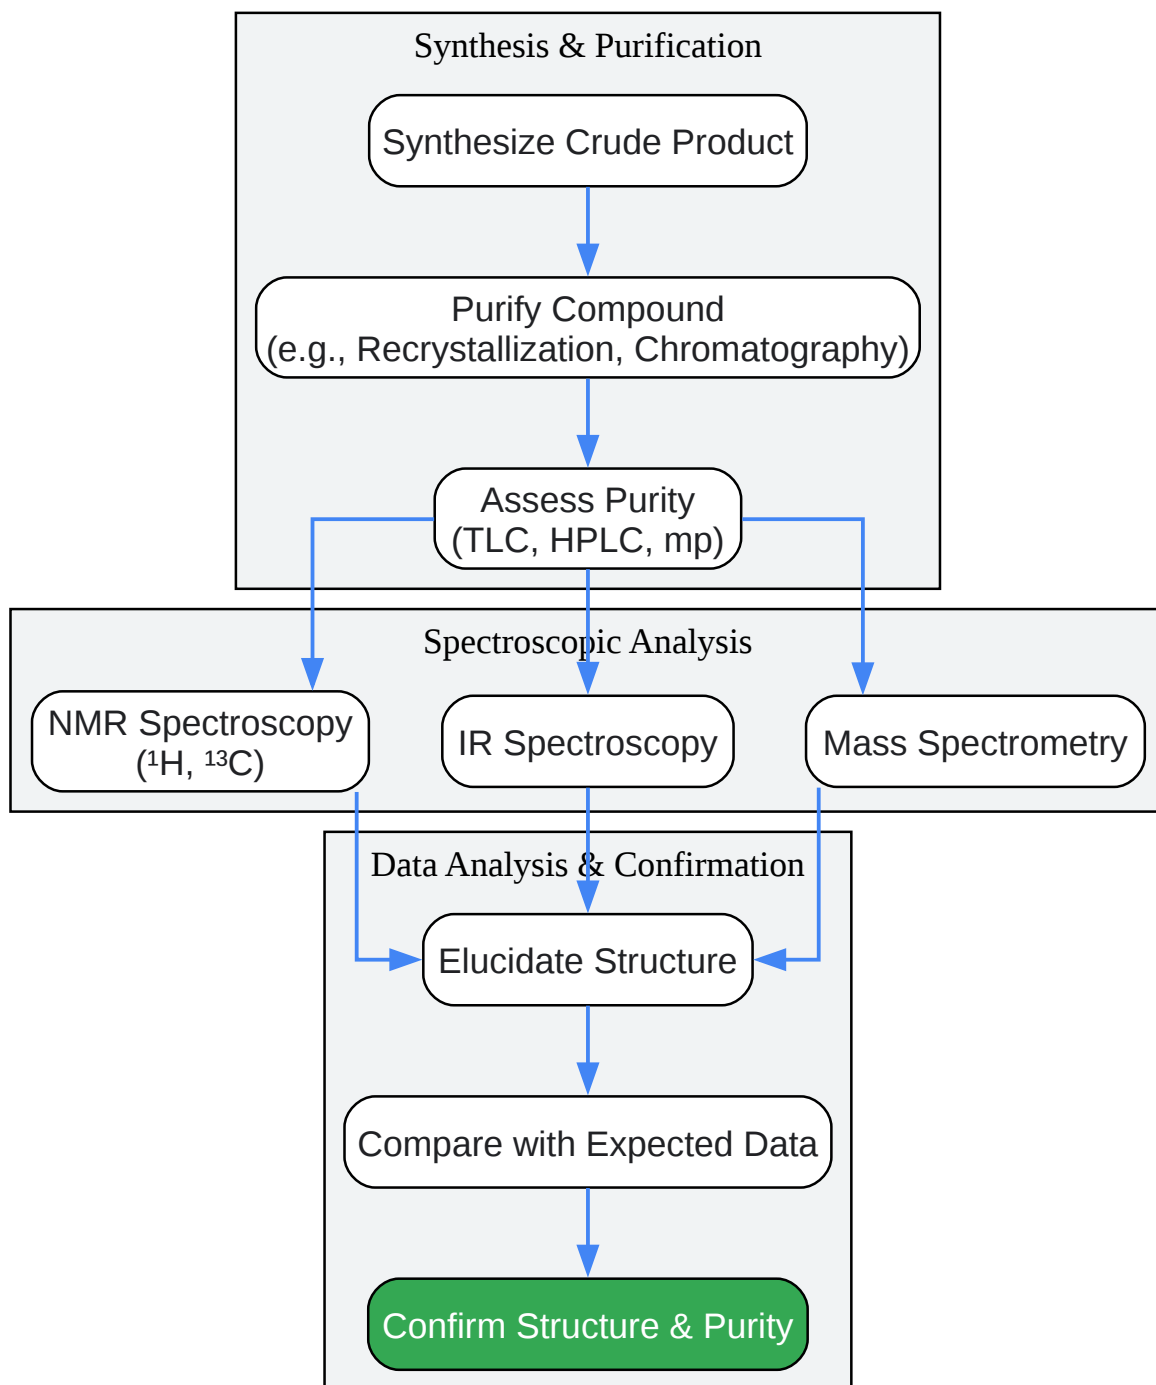 Synthesis & Purification
Synthesize Crude Product
Purify Compound
(e.g., Recrystallization, Chromatography)
Assess Purity
(TLC, HPLC, mp)
Spectroscopic Analysis
NMR Spectroscopy
(¹H, ¹³C)
IR Spectroscopy
Mass Spectrometry
Data Analysis & Confirmation
Elucidate Structure
Compare with Expected Data
Confirm Structure & Purity